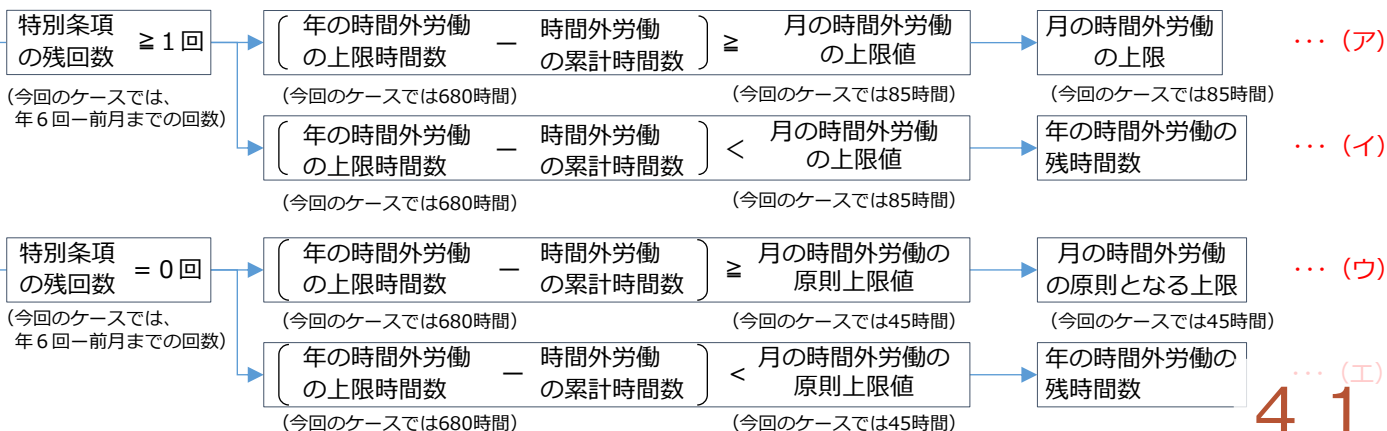 特別条項
の残回数 ≧１回
(今回のケースでは、
年６回ー前月までの回数)
年の時間外労働
の上限時間数
ー
時間外労働
の累計時間数
≧
月の時間外労働
の上限値
月の時間外労働
の上限
･･･（ア）
(今回のケースでは680時間)
(今回のケースでは85時間)
(今回のケースでは85時間)
年の時間外労働
の上限時間数
ー
時間外労働
の累計時間数
＜
月の時間外労働
の上限値
年の時間外労働の
残時間数
･･･（イ）
(今回のケースでは680時間)
(今回のケースでは85時間)
特別条項
の残回数 ＝０回
(今回のケースでは、
年６回ー前月までの回数)
年の時間外労働
の上限時間数
ー
時間外労働
の累計時間数
≧
月の時間外労働の
原則上限値
月の時間外労働
の原則となる上限
･･･（ウ）
(今回のケースでは680時間)
(今回のケースでは45時間)
(今回のケースでは45時間)
年の時間外労働
の上限時間数
ー
時間外労働
の累計時間数
＜
月の時間外労働の
原則上限値
年の時間外労働の
残時間数
･･･（エ）
(今回のケースでは680時間)
(今回のケースでは45時間)
４１